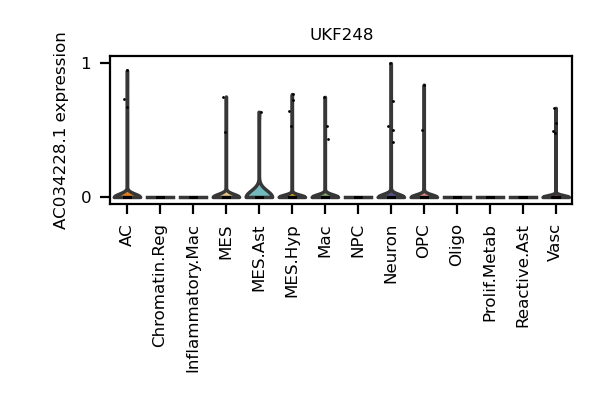 UKF248
AC034228.1 expression
1
0
AC
Chromatin.Reg
Inflammatory.Mac
MES
MES.Ast
MES.Hyp
Mac
NPC
Neuron
OPC
Oligo
Prolif.Metab
Reactive.Ast
Vasc